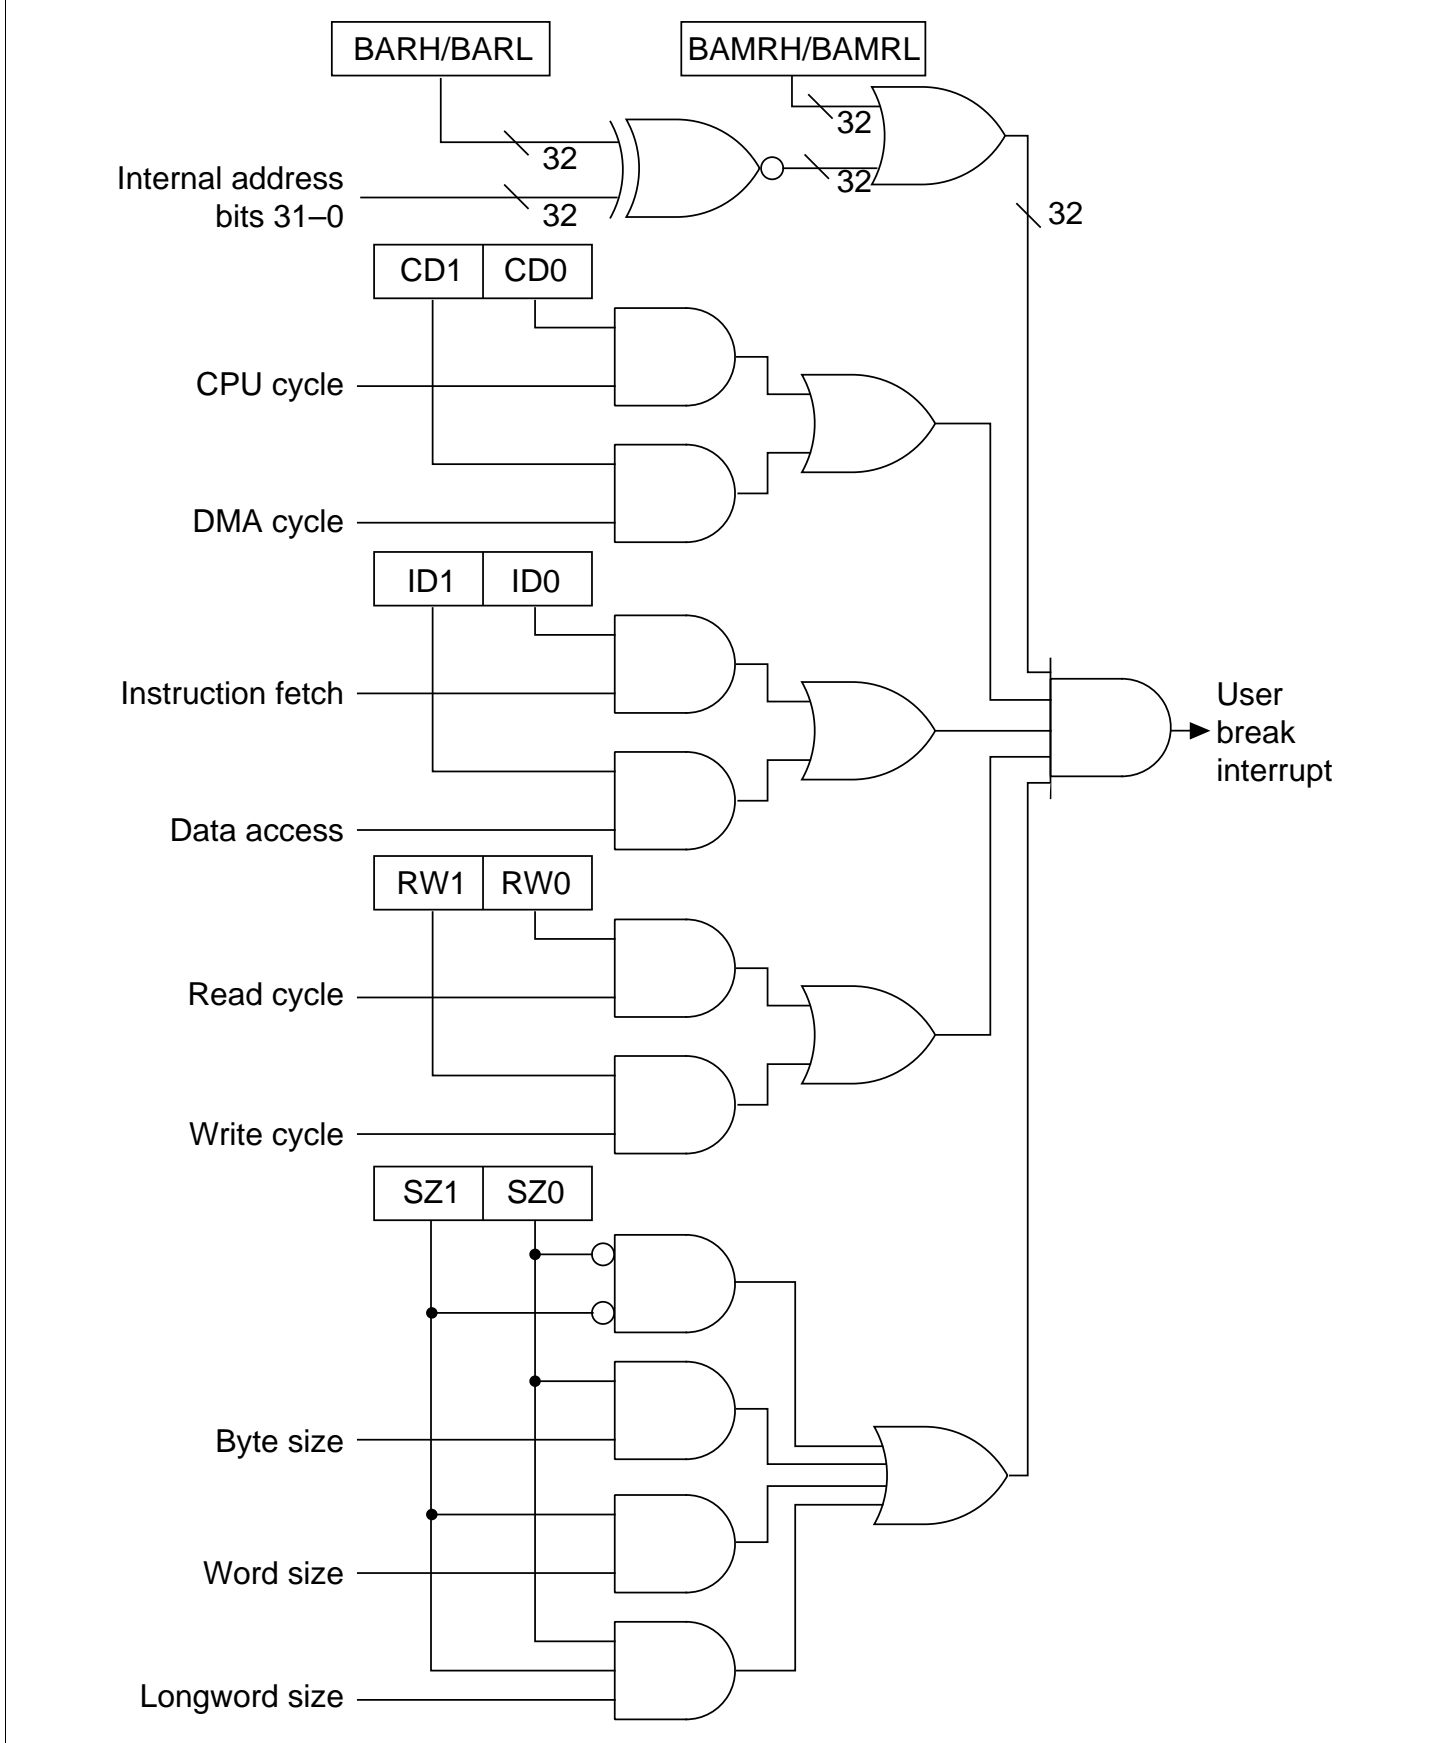 BARH/BARL
BAMRH/BAMRL
32
32
32
Internal address
bits 31–0
32
32
CD1 CD0
CPU cycle
DMA cycle
ID1 ID0
Instruction fetch
User
break
interrupt
Data access
RW1 RW0
Read cycle
Write cycle
SZ1 SZ0
Byte size
Word size
Longword size